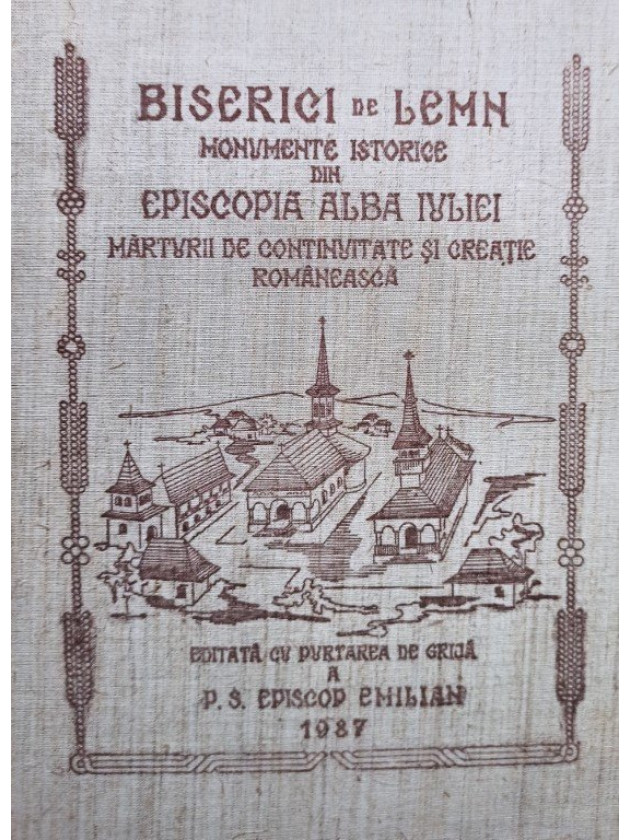 BISERICI DE LEMN
MONUMENTE ISTORICE
DIN
EPISCOPIA ALBA IULIEI
MĂRTURII DE CONTINUITATE ȘI CREAȚIE
ROMÂNEASCĂ
EDITATĂ CU PURTAREA DE GRIJĂ
A
P. S. EPISCOP EMILIAN
1987